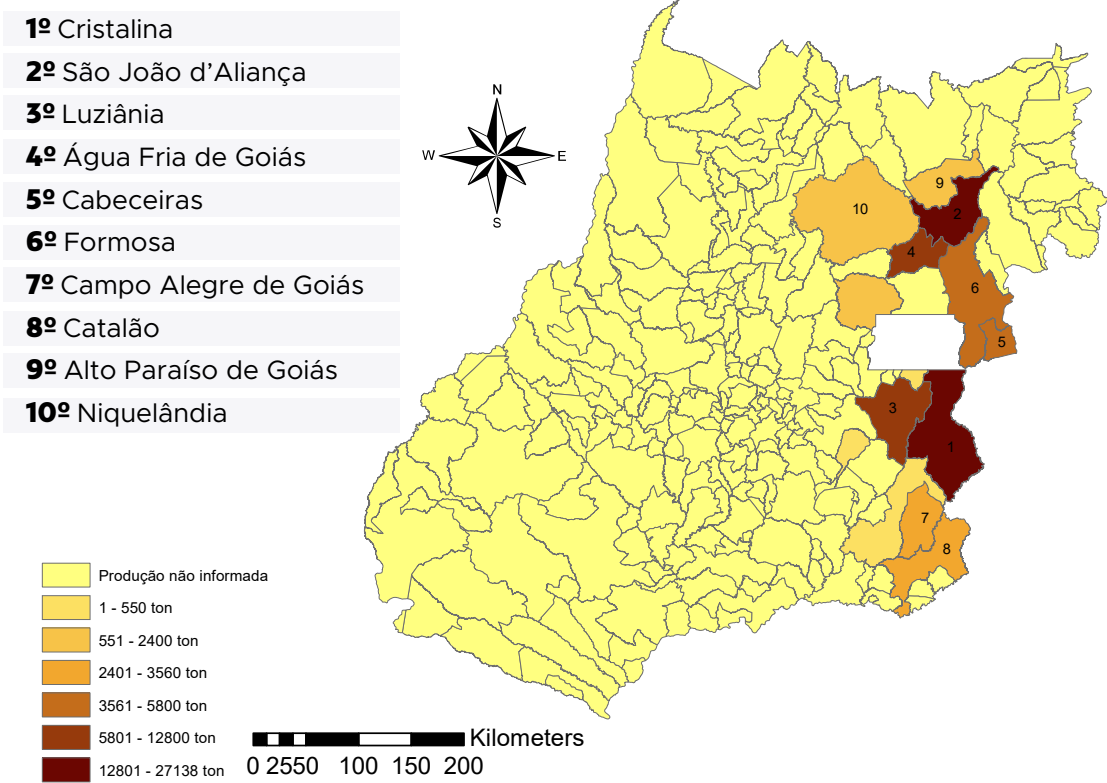 1º Cristalina
2º São João d'Aliança
3º Luziânia
4º Água Fria de Goiás
5º Cabeceiras
6º Formosa
7º Campo Alegre de Goiás
8º Catalão
9º Alto Paraíso de Goiás
10º Niquelândia
N
W E
S
9
10
2
4
6
5
3
1
7
8
Produção não informada
1 - 550 ton
551 - 2400 ton
2401 - 3560 ton
3561 - 5800 ton
5801 - 12800 ton
12801 - 27138 ton
Kilometers
0 2550 100 150 200